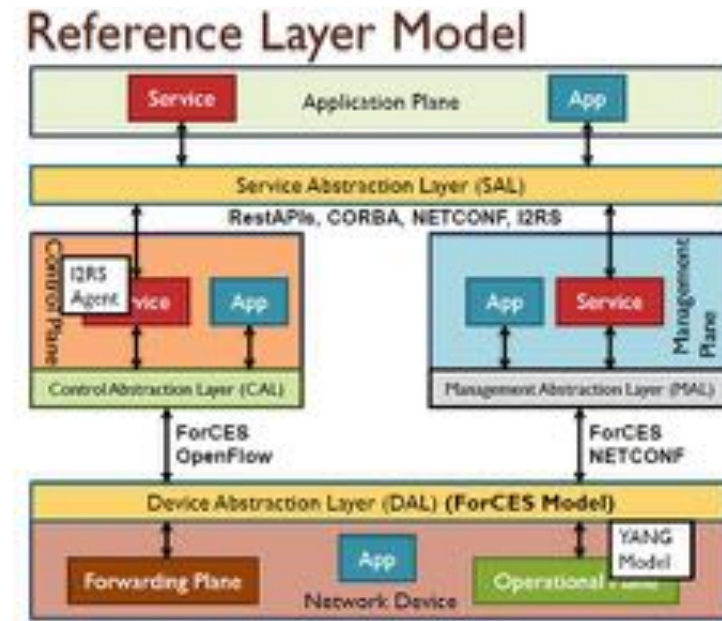 Reference Layer Model
Service
Application Plane
App
Service Abstraction Layer (SAL)
RestAPIs, CORBA, NETCONF, I2RS
Control Plane
I2RS
Agent
App
App
Service
Management
Plane
Control Abstraction Layer (CAL)
Management Abstraction Layer (MAL)
ForCES
OpenFlow
ForCES
NETCONF
Device Abstraction Layer (DAL) (ForCES Model)
YANG
Model
Forwarding Plane
App
Operational
Network Device